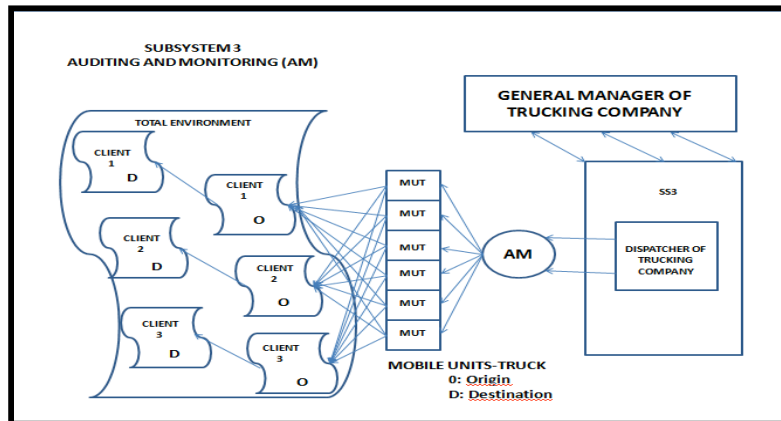 SUBSYSTEM 3
AUDITING AND MONITORING (AM)
TOTAL ENVIRONMENT
CLIENT
1
D
CLIENT
1
O
CLIENT
2
D
CLIENT
2
O
CLIENT
3
D
CLIENT
3
O
MUT
MUT
MUT
MUT
MUT
MUT
AM
GENERAL MANAGER OF
TRUCKING COMPANY
SS3
DISPATCHER OF
TRUCKING
COMPANY
MOBILE UNITS-TRUCK
0: Origin
D: Destination